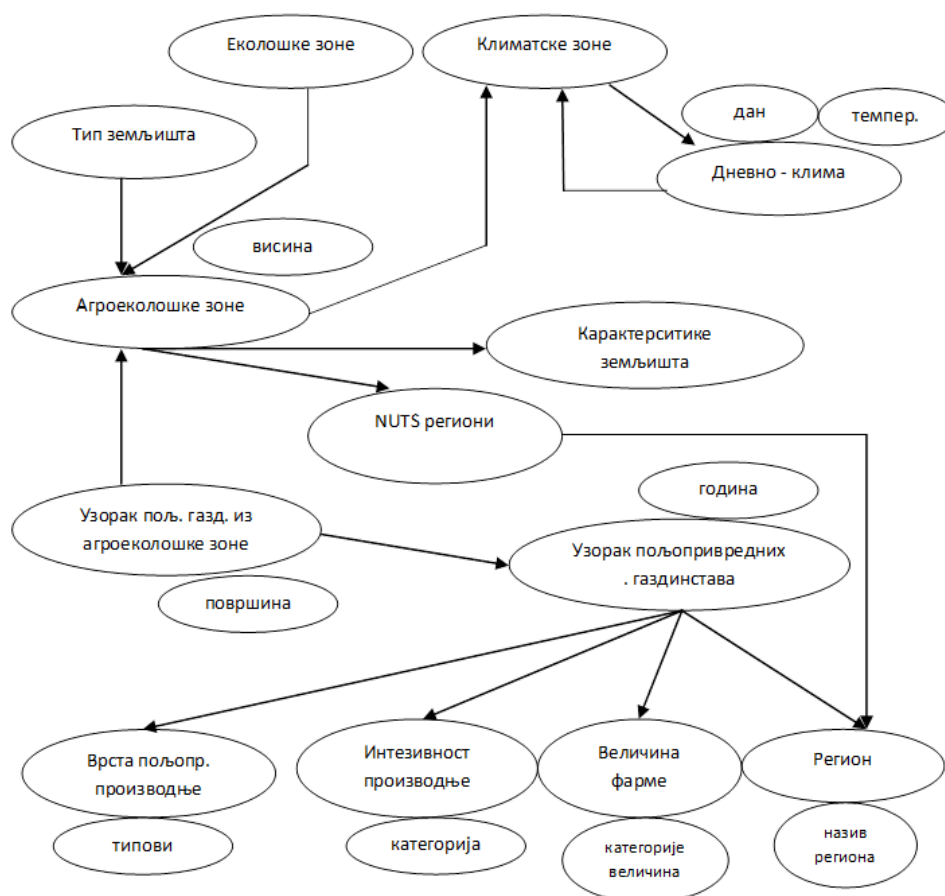 Еколошке зоне
Климатске зоне
дан
темпер.
Тип земљишта
Дневно - клима
висина
Агроеколошке зоне
Карактерситике
земљишта
NUTS региони
година
Узорак пољ. газд. из
агроеколошке зоне
Узорак пољопривредних
. газдинстава
површина
Врста пољопр.
производње
Интезивност
производње
Величина
фарме
Регион
типови
категорија
категорије
величина
назив
региона